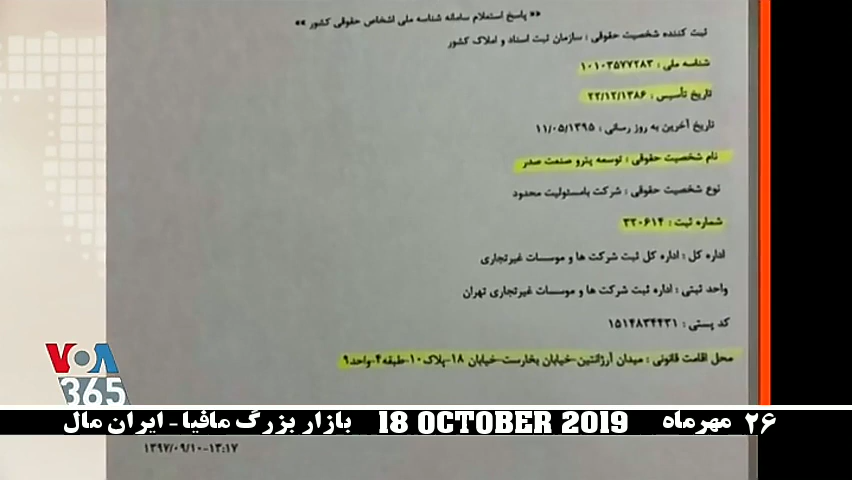 «« پاسخ استعلام سامانه شناسه ملی اشخاص حقوقی کشور »»
ثبت کننده شخصیت حقوقی : سازمان ثبت اسناد و املاک کشور
شناسه ملی : ۱۰۱۰۳۵۷۷۲۸۳
تاریخ تأسیس : ۲۲/۱۲/۱۳۸۶
تاریخ آخرین به روز رسانی : ۱۱/۰۵/۱۳۹۵
نام شخصیت حقوقی : توسعه پترو صنعت صدر
نوع شخصیت حقوقی : شرکت بامسئولیت محدود
شماره ثبت : ۳۲۰۶۱۴
اداره کل : اداره کل ثبت شرکت ها و موسسات غیرتجاری
واحد ثبتی : اداره ثبت شرکت ها و موسسات غیرتجاری تهران
کد پستی : ۱۵۱۴۸۳۴۴۳۱
محل اقامت قانونی : میدان آرژانتین-خیابان بخارست-خیابان ۱۸-پلاک۱۰-طبقه۴-واحد۹
VOA
365
۲۶ مهرماه 18 OCTOBER 2019 بازار بزرگ مافیا - ایران مال
۱۳۹۷/۰۹/۱۰-۱۳:۱۷